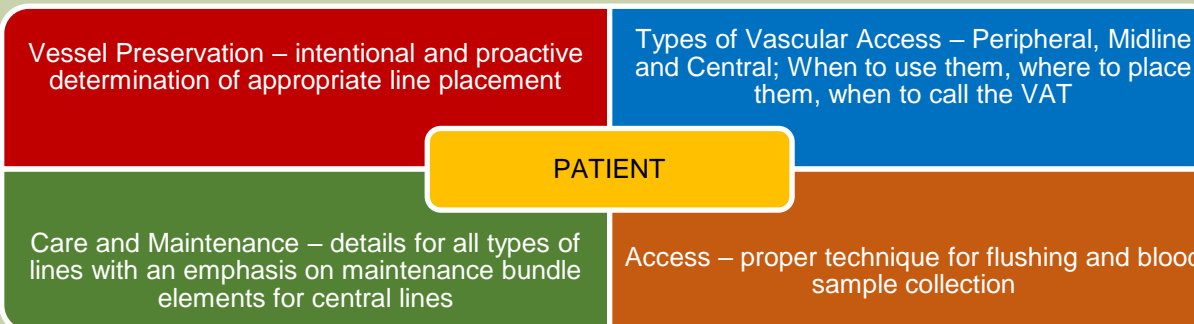 Vessel Preservation – intentional and proactive
determination of appropriate line placement
Types of Vascular Access – Peripheral, Midline
and Central; When to use them, where to place
them, when to call the VAT
PATIENT
Care and Maintenance – details for all types of
lines with an emphasis on maintenance bundle
elements for central lines
Access – proper technique for flushing and blood
sample collection